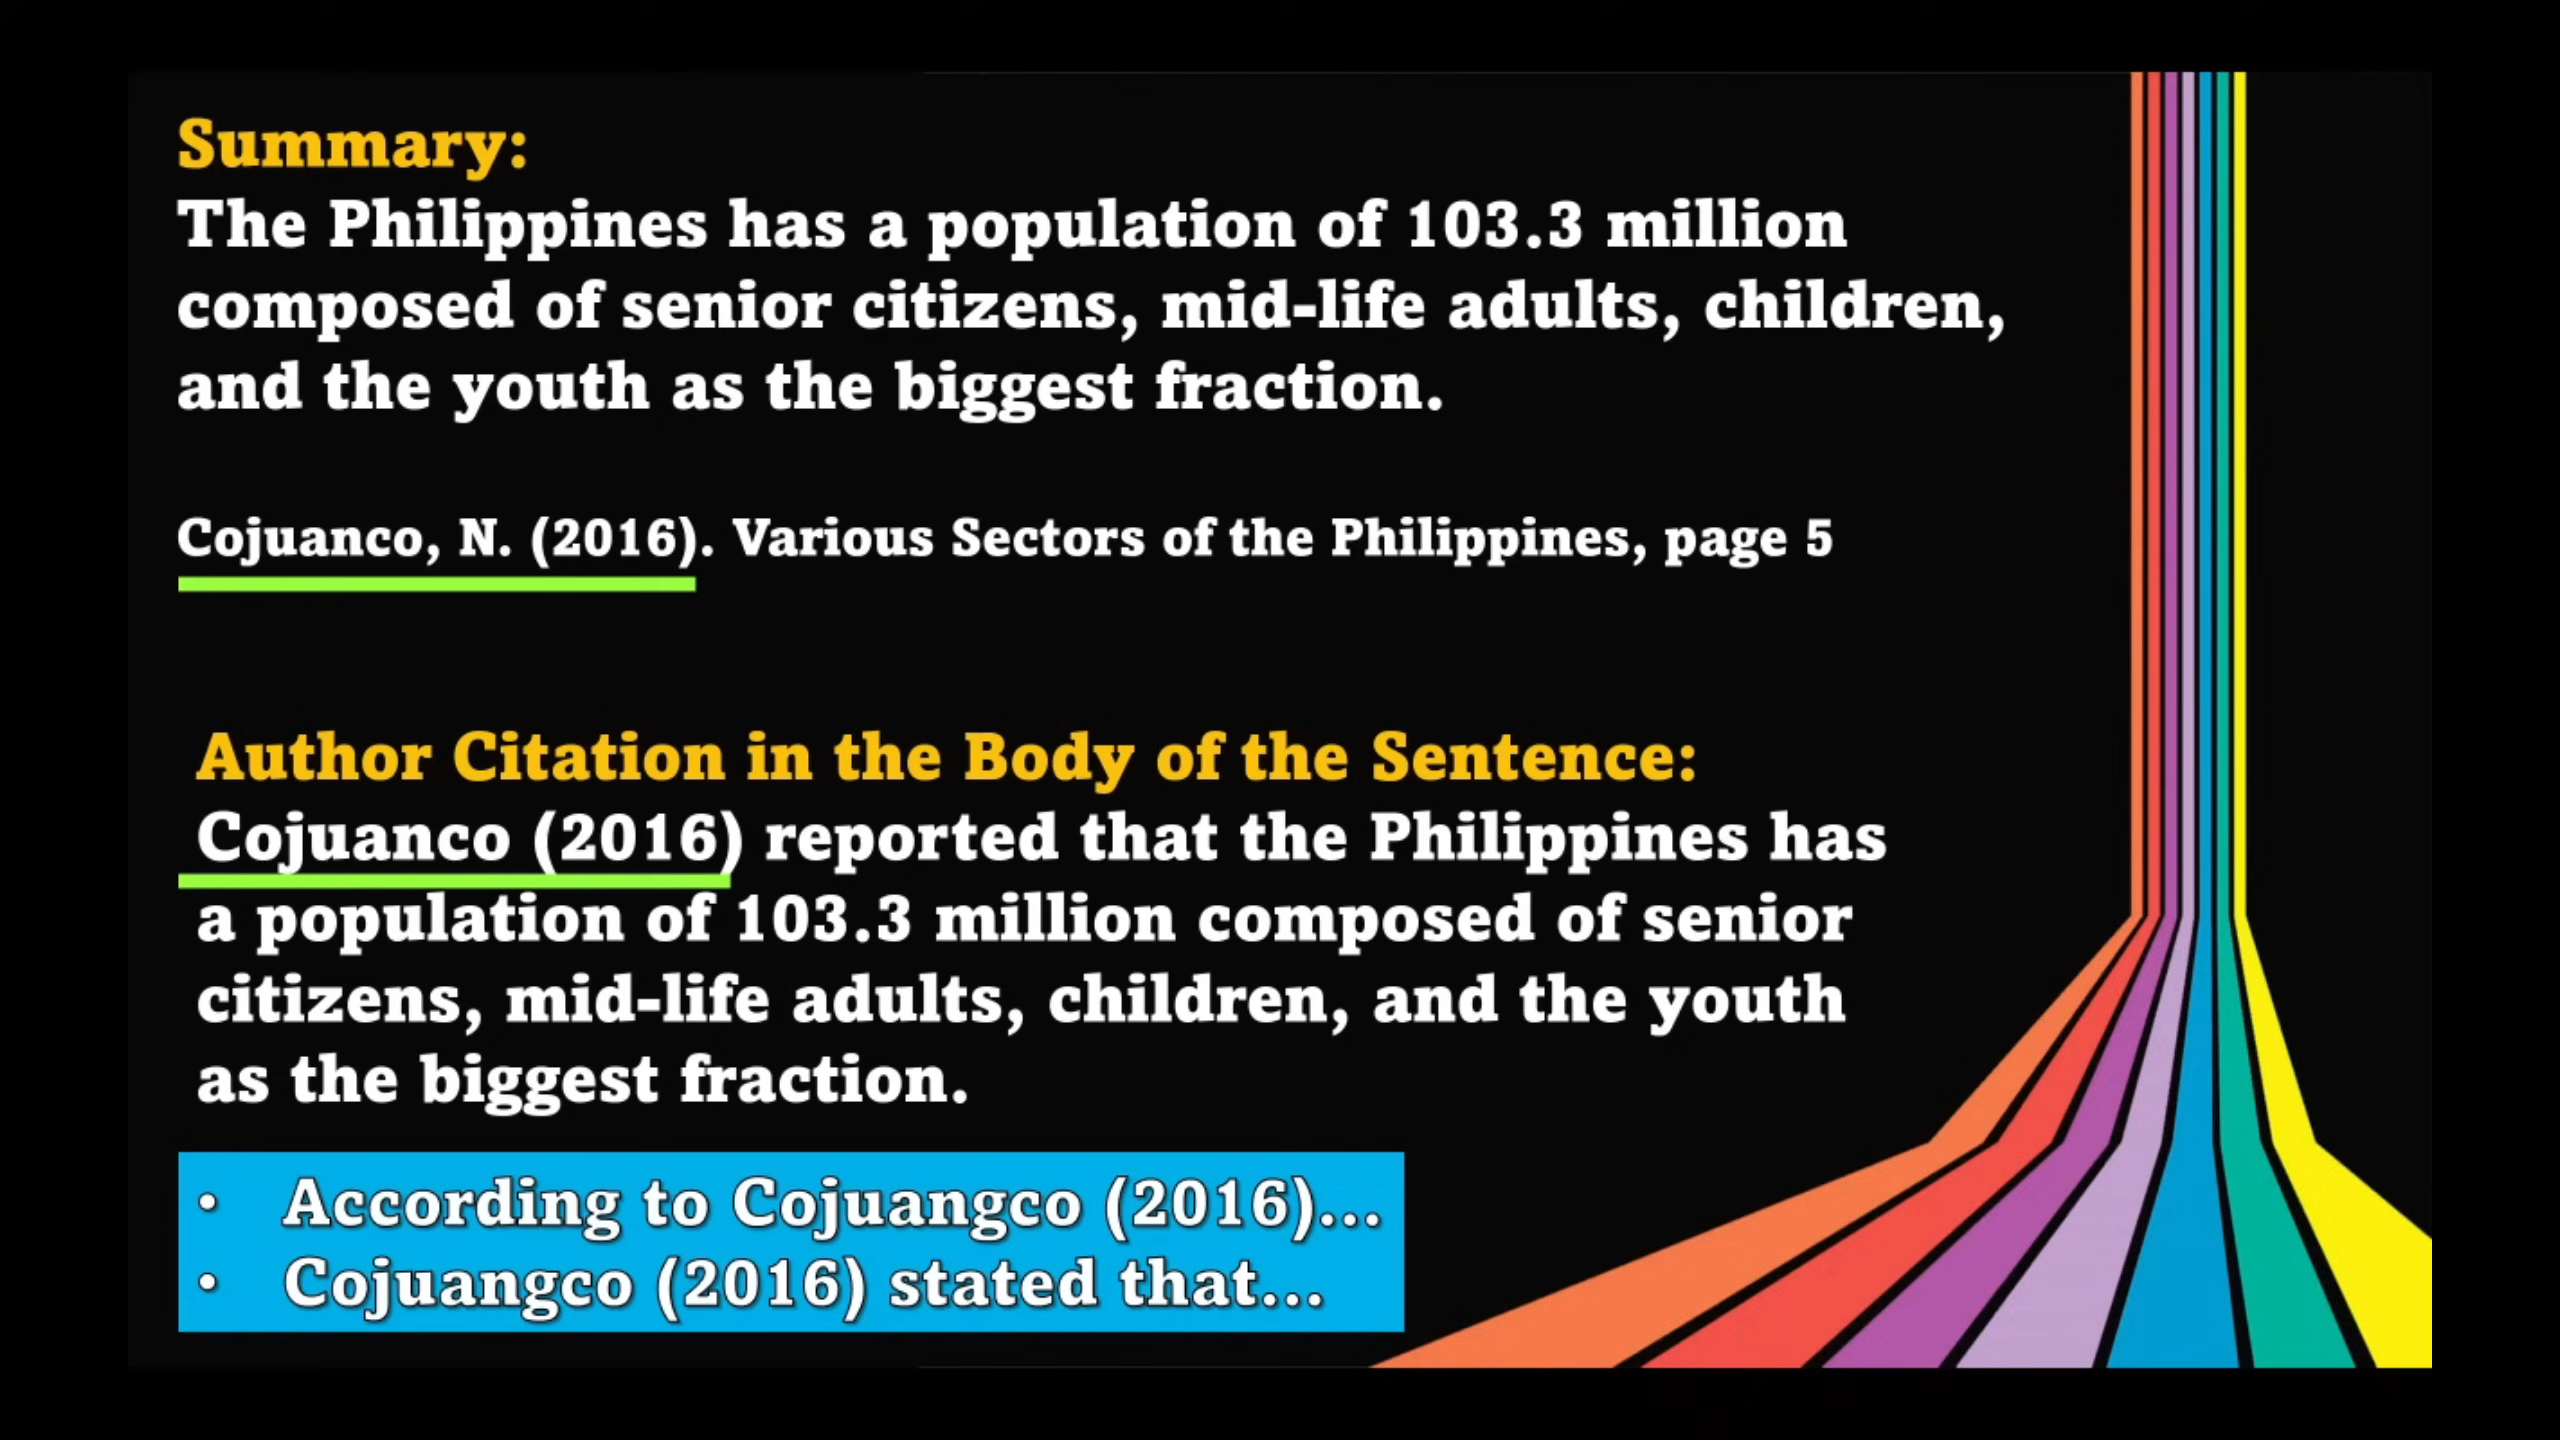 Summary:
The Philippines has a population of 103.3 million
composed of senior citizens, mid-life adults, children,
and the youth as the biggest fraction.
Cojuanco, N. (2016). Various Sectors of the Philippines, page 5
Author Citation in the Body of the Sentence:
Cojuanco (2016) reported that the Philippines has
a population of 103.3 million composed of senior
citizens, mid-life adults, children, and the youth
as the biggest fraction.
• According to Cojuangco (2016)...
• Cojuangco (2016) stated that...